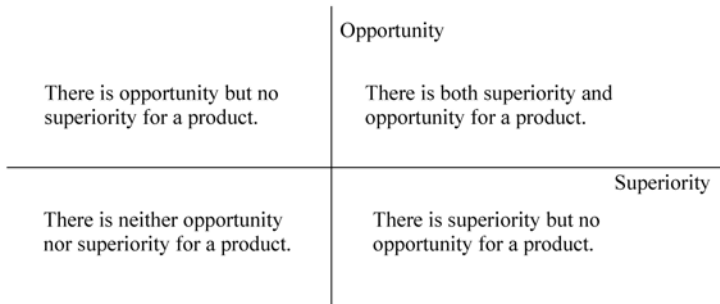 Opportunity
There is opportunity but no
superiority for a product.
There is both superiority and
opportunity for a product.
Superiority
There is neither opportunity
nor superiority for a product.
There is superiority but no
opportunity for a product.